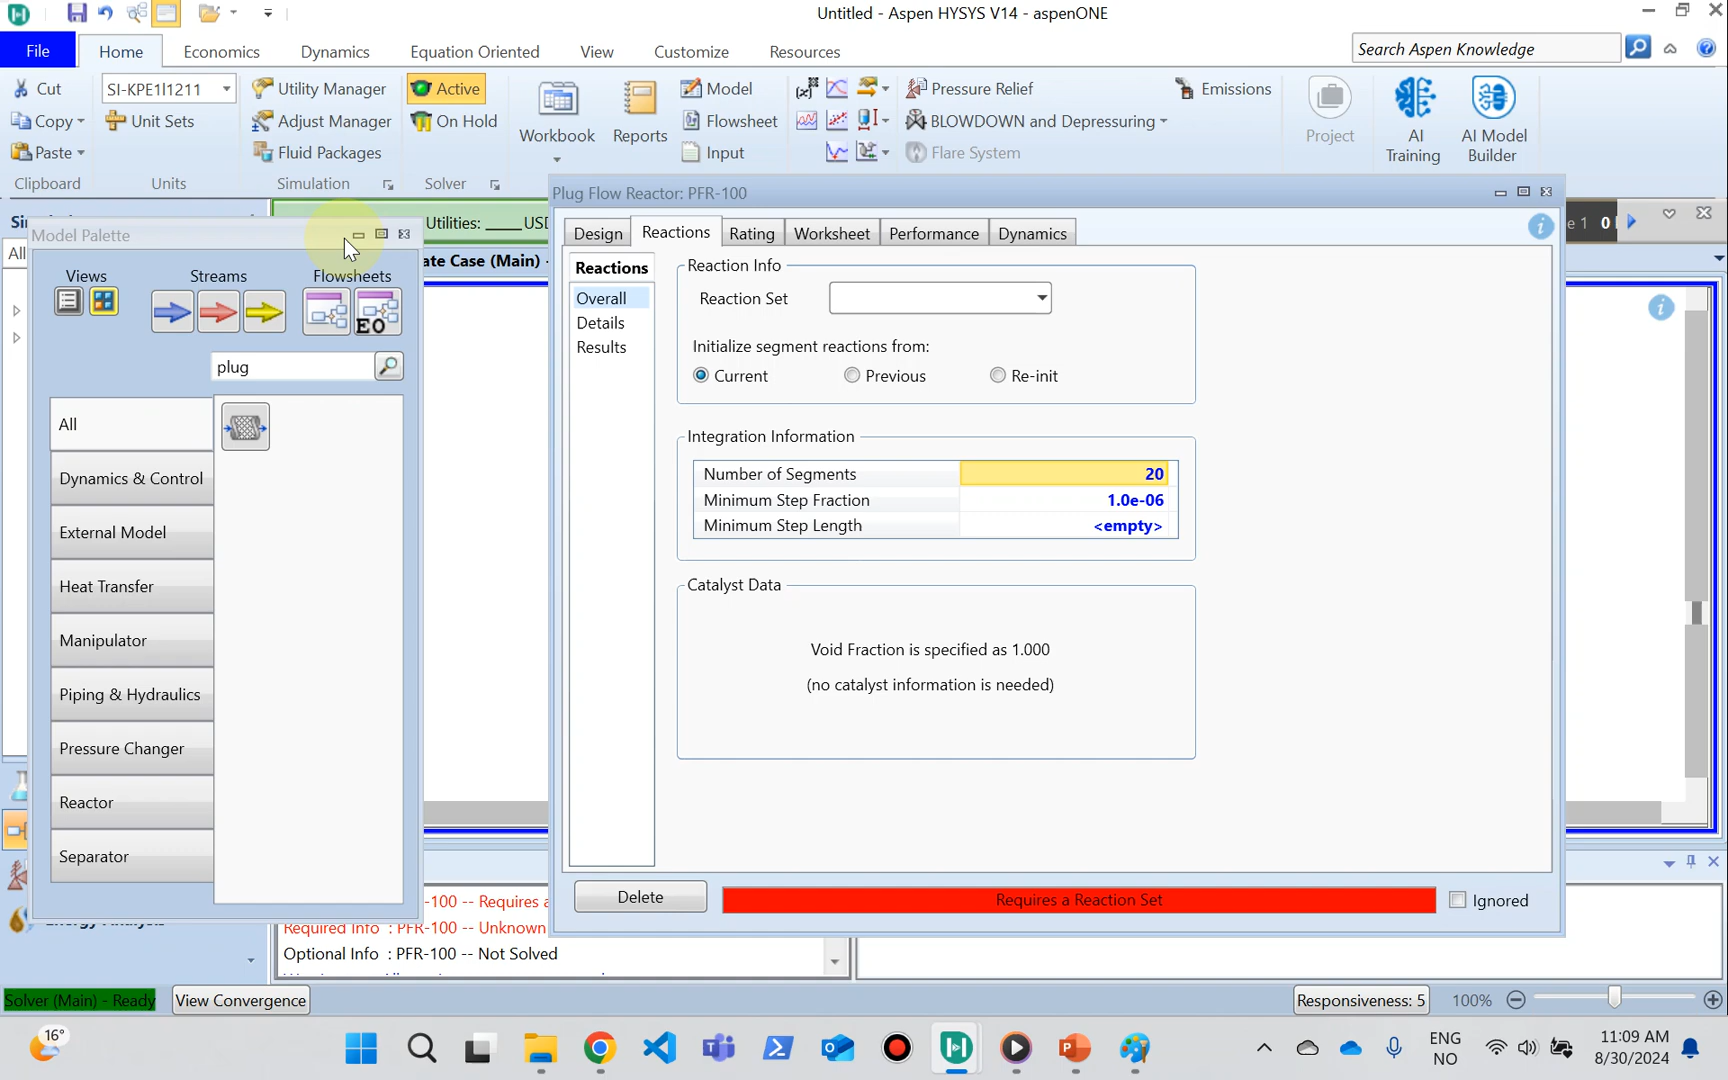 Untitled - Aspen HYSYS V14 - aspenONE
File
Home
Economics
Dynamics
Equation Oriented
View
Customize
Resources
Search Aspen Knowledge
Cut
Copy
Paste
Clipboard
SI-KPE1I1211
Unit Sets
Units
Utility Manager
Adjust Manager
Fluid Packages
Simulation
Active
On Hold
Solver
Workbook
Reports
Model
Flowsheet
Input
Pressure Relief
BLOWDOWN and Depressuring
Flare System
Emissions
Project
AI Training
AI Model Builder
Utilities: ____USD
ate Case (Main) -
All
Model Palette
Views
Streams
Flowsheets
EO
plug
All
Dynamics & Control
External Model
Heat Transfer
Manipulator
Piping & Hydraulics
Pressure Changer
Reactor
Separator
Plug Flow Reactor: PFR-100
Design
Reactions
Rating
Worksheet
Performance
Dynamics
Reactions
Overall
Details
Results
Reaction Info
Reaction Set
Initialize segment reactions from:
Current
Previous
Re-init
Integration Information
Number of Segments 20
Minimum Step Fraction 1.0e-06
Minimum Step Length <empty>
Catalyst Data
Void Fraction is specified as 1.000
(no catalyst information is needed)
Delete
Requires a Reaction Set
Ignored
-100 -- Requires a
Required Info : PFR-100 -- Unknown
Optional Info : PFR-100 -- Not Solved
Solver (Main) - Ready
View Convergence
Responsiveness: 5
100%
16°
ENG
NO
11:09 AM
8/30/2024